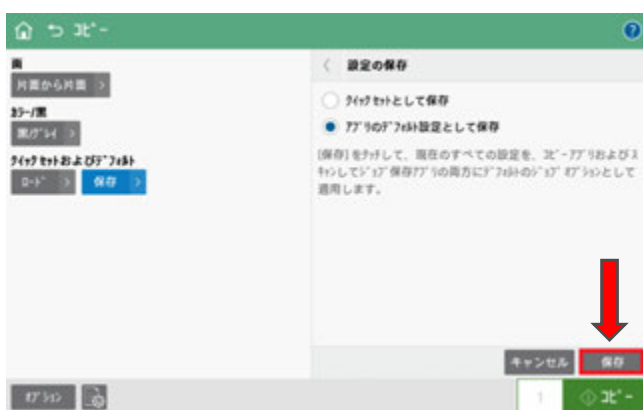 ｺﾋﾟｰ
?
面
片面から片面
ｶﾗｰ/黒
黒/ｸﾞﾚｲ
ｸｲｯｸ ｾｯﾄおよびﾃﾞﾌｫﾙﾄ
ﾛｰﾄﾞ
保存
設定の保存
ｸｲｯｸ ｾｯﾄとして保存
ｱﾌﾟﾘのﾃﾞﾌｫﾙﾄ設定として保存
[保存] をﾀｯﾁして、現在のすべての設定を、ｺﾋﾟｰ ｱﾌﾟﾘおよびｽ
ｷｬﾝしてｼﾞｮﾌﾞ保存ｱﾌﾟﾘの両方にﾃﾞﾌｫﾙﾄのｼﾞｮﾌﾞ ｵﾌﾟｼｮﾝとして
適用します。
キャンセル
保存
ｵﾌﾟｼｮﾝ
1
ｺﾋﾟｰ